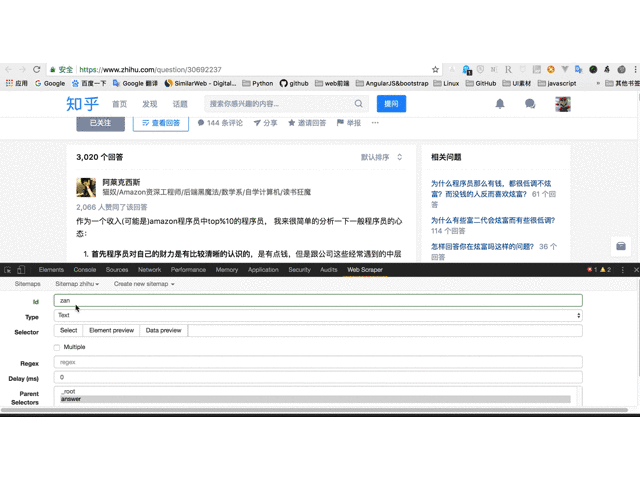 安全 https://www.zhihu.com/question/30692237
应用 Google 百度一下 Google 翻译 SimilarWeb - Digital... Python github web前端 AngularJS&bootstrap Linux GitHub UI素材 javascript » 其他书签
知乎 首页 发现 话题 搜索你感兴趣的内容... 提问
已关注 查看回答 144 条评论 分享 邀请回答 举报 ...
3,020 个回答 默认排序
相关问题
阿莱克西斯
猫奴/Amazon资深工程师/后端黑魔法/数学系/自学计算机/读书狂魔
2,066 人赞同了该回答
作为一个收入(可能是)amazon程序员中top%10的程序员， 我来很简单的分析一下一般程序员的心
态：
1. 首先程序员对自己的财力是有比较清晰的认识的，是有点钱，但是跟公司这些经常遇到的中层
为什么程序员那么有钱，都很低调不炫
富？而没钱的人反而喜欢炫富？ 61 个回
答
为什么有些富二代会炫富而有些很低调？
114 个回答
怎样回答你在炫富吗这样的问题？ 36 个
回答
Elements Console Sources Network Performance Memory Application Security Audits Web Scraper 1 2
Sitemaps Sitemap zhihu Create new sitemap
Id zan
Type Text
Selector Select Element preview Data preview
Multiple
Regex regex
Delay (ms) 0
Parent Selectors _root
answer